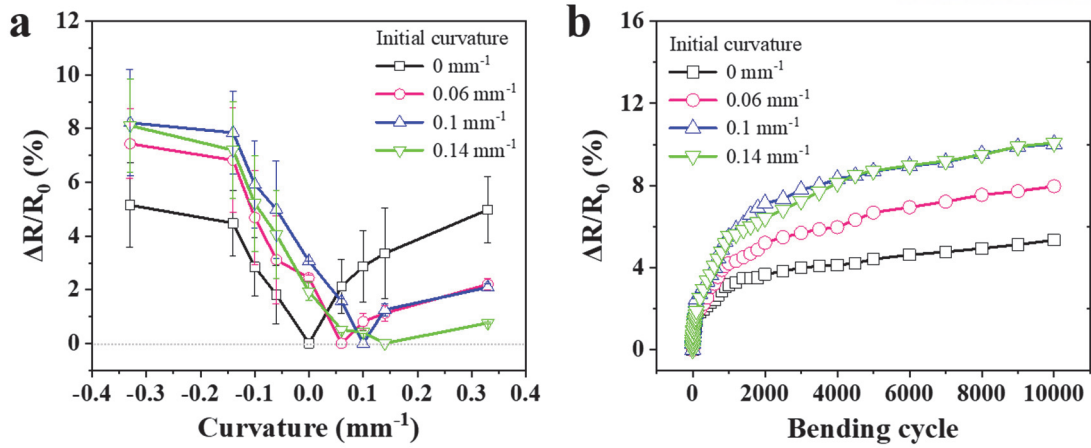 a
12
10
8
6
4
2
0
ΔR/R₀ (%)
-0.4 -0.3 -0.2 -0.1 0.0 0.1 0.2 0.3 0.4
Curvature (mm⁻¹)
Initial curvature
0 mm⁻¹
0.06 mm⁻¹
0.1 mm⁻¹
0.14 mm⁻¹
b
16
12
8
4
0
ΔR/R₀ (%)
0 2000 4000 6000 8000 10000
Bending cycle
Initial curvature
0 mm⁻¹
0.06 mm⁻¹
0.1 mm⁻¹
0.14 mm⁻¹